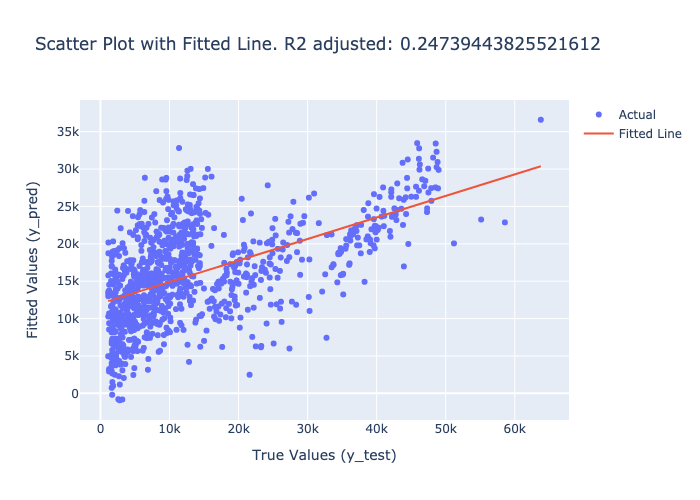 Scatter Plot with Fitted Line. R2 adjusted: 0.24739443825521612
Actual
Fitted Line
35k
30k
25k
20k
15k
10k
5k
0
Fitted Values (y_pred)
0
10k
20k
30k
40k
50k
60k
True Values (y_test)